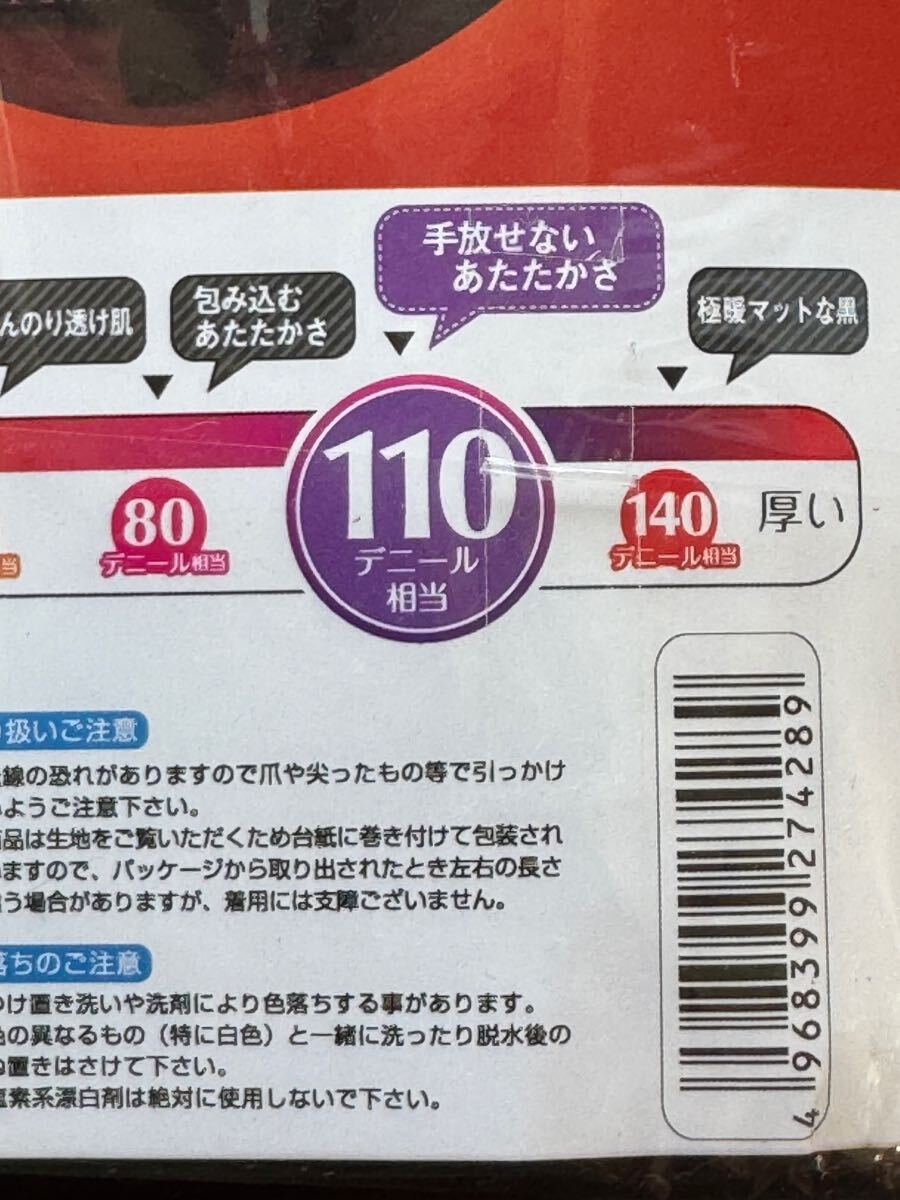 手放せない
あたたかさ
んのり透け肌
包み込む
あたたかさ
極暖マットな黒
80
デニール相当
110
デニール
相当
140
デニール相当
厚い
当
扱いご注意
線の恐れがありますので爪や尖ったもの等で引っかけ
いようご注意下さい。
品は生地をご覧いただくため台紙に巻き付けて包装され
いますので、パッケージから取り出されたとき左右の長さ
う場合がありますが、着用には支障ございません。
落ちのご注意
け置き洗いや洗剤により色落ちする事があります。
色の異なるもの（特に白色）と一緒に洗ったり脱水後の
置きはさけて下さい。
塩素系漂白剤は絶対に使用しないで下さい。
4 968399 274289